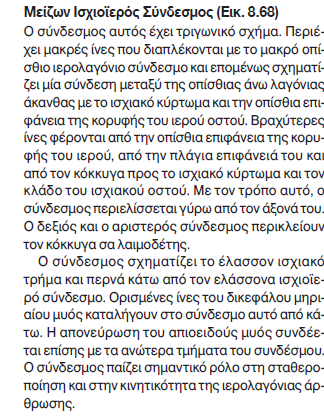 Μείζων Ισχιοϊερός Σύνδεσμος (Εικ. 8.68)
Ο σύνδεσμος αυτός έχει τριγωνικό σχήμα. Περιέ-
χει μακρές ίνες που διαπλέκονται με το μακρό οπί-
σθιο ιερολαγόνιο σύνδεσμο και επομένως σχηματί-
ζει μία σύνδεση μεταξύ της οπίσθιας άνω λαγόνιας
άκανθας με το ισχιακό κύρτωμα και την οπίσθια επι-
φάνεια της κορυφής του ιερού οστού. Βραχύτερες
ίνες φέρονται από την οπίσθια επιφάνεια της κορυ-
φής του ιερού, από την πλάγια επιφάνειά του και
από τον κόκκυγα προς το ισχιακό κύρτωμα και τον
κλάδο του ισχιακού οστού. Με τον τρόπο αυτό, ο
σύνδεσμος περιελίσσεται γύρω από τον άξονά του.
Ο δεξιός και ο αριστερός σύνδεσμος περικλείουν
τον κόκκυγα σα λαιμοδέτης.
Ο σύνδεσμος σχηματίζει το έλασσον ισχιακό
τρήμα και περνά κάτω από τον ελάσσονα ισχιοϊε-
ρό σύνδεσμο. Ορισμένες ίνες του δικεφάλου μηρι-
αίου μυός καταλήγουν στο σύνδεσμο αυτό από κά-
τω. Η απονεύρωση του απιοειδούς μυός συνδέε-
ται επίσης με τα ανώτερα τμήματα του συνδέσμου.
Ο σύνδεσμος παίζει σημαντικό ρόλο στη σταθερο-
ποίηση και στην κινητικότητα της ιερολαγόνιας άρ-
θρωσης.